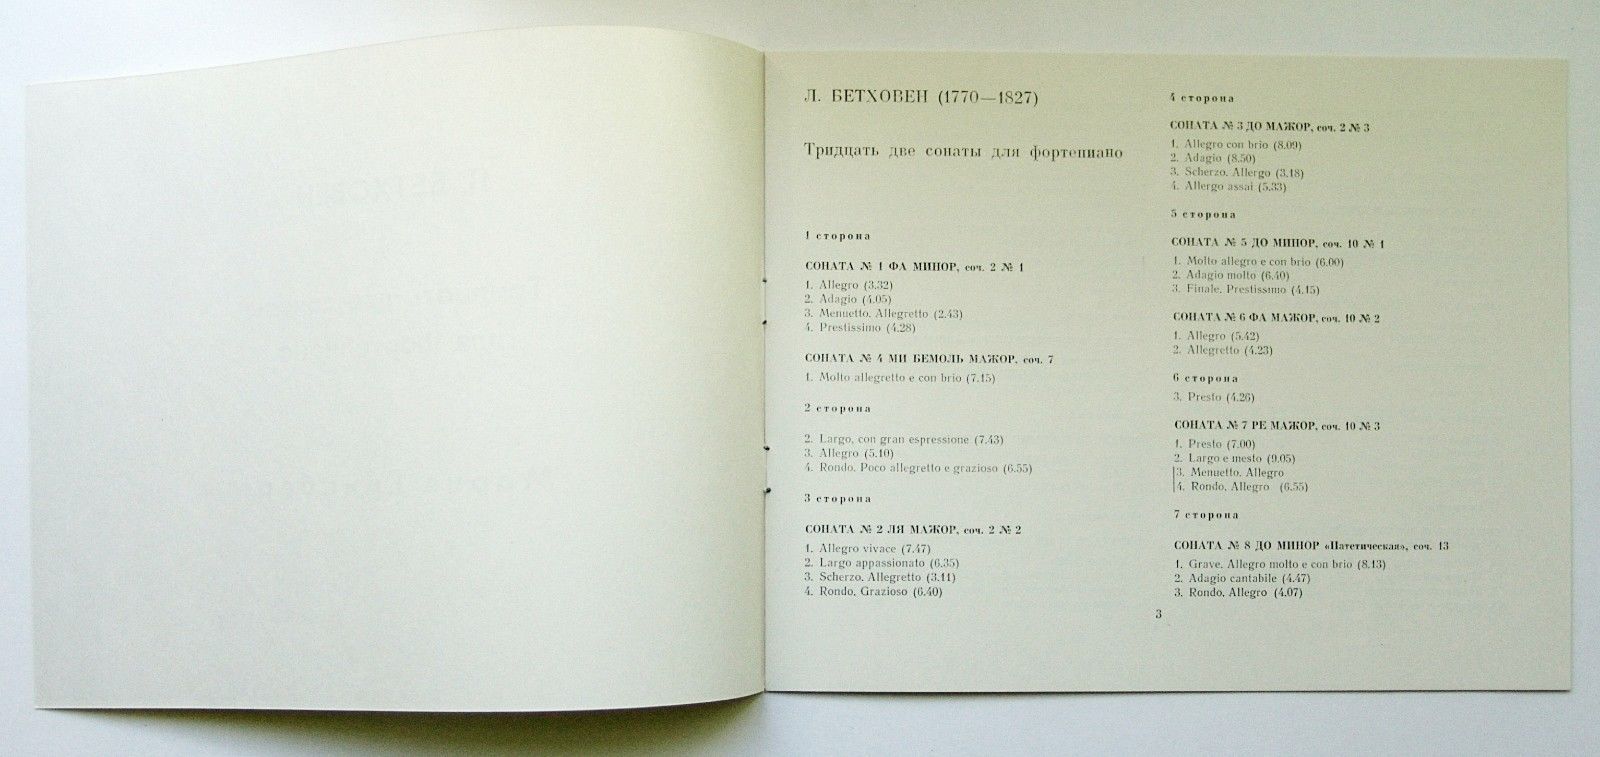 Л. БЕТХОВЕН (1770—1827)
Тридцать две сонаты для фортепиано
1 сторона
СОНАТА № 1 ФА МИНОР, соч. 2 № 1
1. Allegro (3.32)
2. Adagio (4.05)
3. Menuetto. Allegretto (2.43)
4. Prestissimo (4.28)
СОНАТА № 4 МИ БЕМОЛЬ МАЖОР, соч. 7
1. Molto allegretto e con brio (7.15)
2 сторона
2. Largo, con gran espressione (7.43)
3. Allegro (5.10)
4. Rondo. Poco allegretto e grazioso (6.55)
3 сторона
СОНАТА № 2 ЛЯ МАЖОР, соч. 2 № 2
1. Allegro vivace (7.47)
2. Largo appassionato (6.35)
3. Scherzo. Allegretto (3.11)
4. Rondo. Grazioso (6.40)
4 сторона
СОНАТА № 3 ДО МАЖОР, соч. 2 № 3
1. Allegro con brio (8.09)
2. Adagio (8.50)
3. Scherzo. Allergo (3.18)
4. Allergo assai (5.33)
5 сторона
СОНАТА № 5 ДО МИНОР, соч. 10 № 1
1. Molto allegro e con brio (6.00)
2. Adagio molto (6.40)
3. Finale. Prestissimo (4.15)
СОНАТА № 6 ФА МАЖОР, соч. 10 № 2
1. Allegro (5.42)
2. Allegretto (4.23)
6 сторона
3. Presto (4.26)
СОНАТА № 7 РЕ МАЖОР, соч. 10 № 3
1. Presto (7.00)
2. Largo e mesto (9.05)
3. Menuetto. Allegro
4. Rondo. Allegro (6.55)
7 сторона
СОНАТА № 8 ДО МИНОР «Патетическая», соч. 13
1. Grave. Allegro molto e con brio (8.13)
2. Adagio cantabile (4.47)
3. Rondo. Allegro (4.07)
3